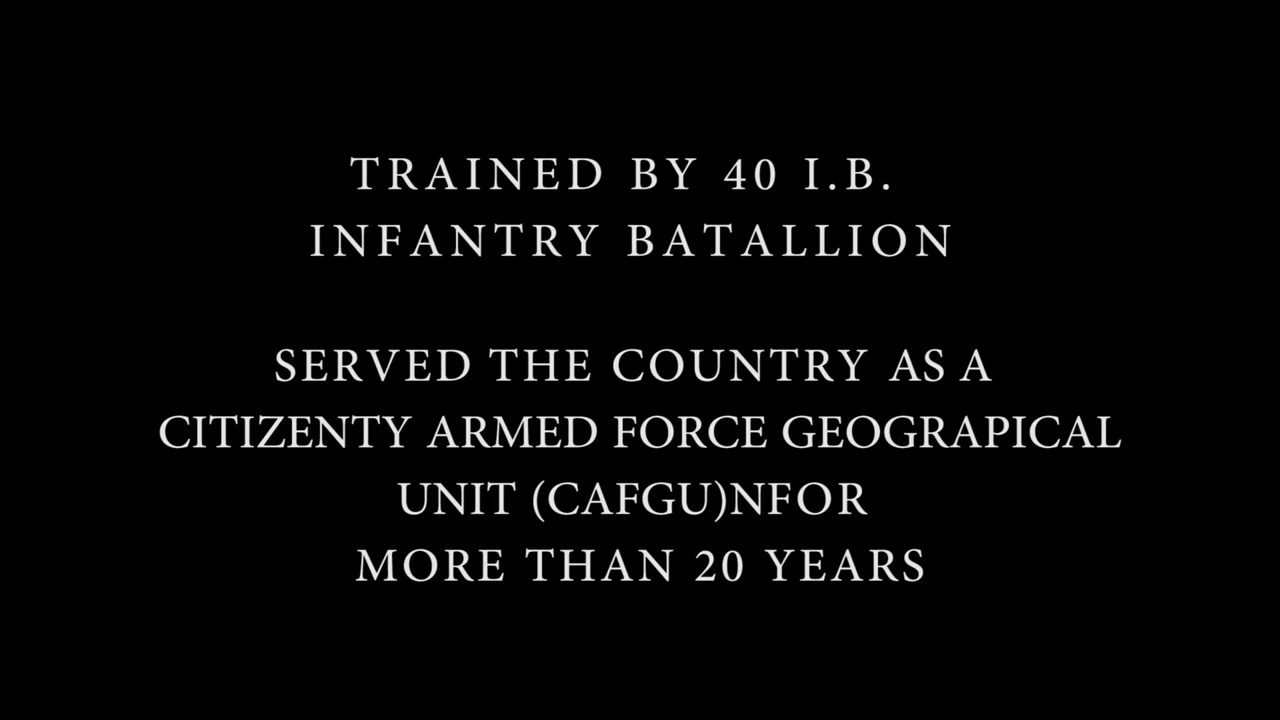 TRAINED BY 40 I.B.
INFANTRY BATALLION
SERVED THE COUNTRY AS A
CITIZENTY ARMED FORCE GEOGRAPICAL
UNIT (CAFGU)NFOR
MORE THAN 20 YEARS